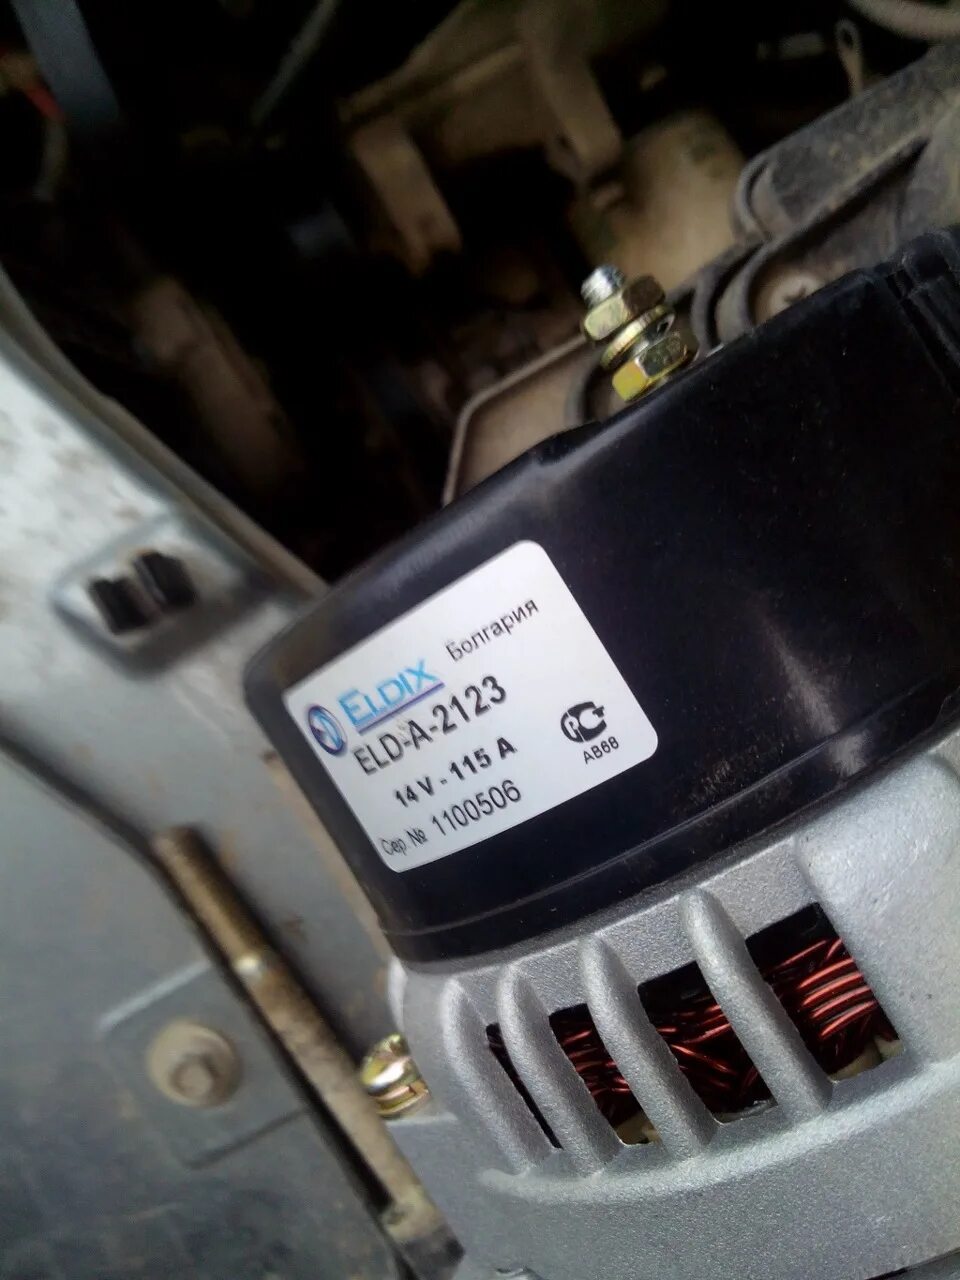 ELDIX Болгария
ELD-A-2123
14 V - 115 A
Сер. № 1100506
АВ68